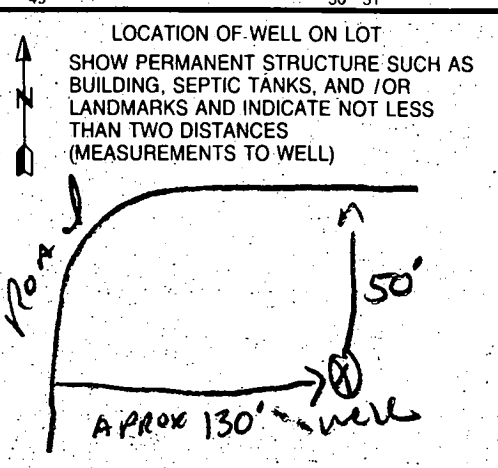 LOCATION OF WELL ON LOT
SHOW PERMANENT STRUCTURE SUCH AS
BUILDING, SEPTIC TANKS, AND /OR
LANDMARKS AND INDICATE NOT LESS
THAN TWO DISTANCES
(MEASUREMENTS TO WELL)
N
Road
50'
APROX 130' well